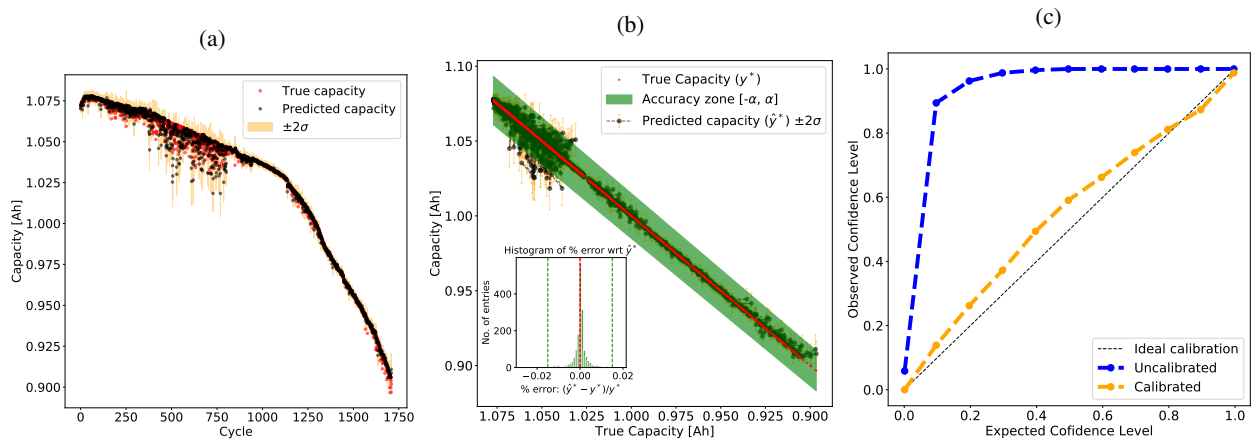 (a)
1.075
1.050
1.025
1.000
0.975
0.950
0.925
0.900
Capacity [Ah]
True capacity
Predicted capacity
±2σ
0 250 500 750 1000 1250 1500 1750
Cycle
(b)
1.10
1.05
1.00
0.95
0.90
Capacity [Ah]
True Capacity (y*)
Accuracy zone [-α, α]
Predicted capacity (ŷ*) ±2σ
Histogram of % error wrt ŷ*
No. of entries
400
200
0
−0.02 0.00 0.02
% error: (ŷ* − y*)/y*
1.075 1.050 1.025 1.000 0.975 0.950 0.925 0.900
True Capacity [Ah]
(c)
1.0
0.8
0.6
0.4
0.2
0.0
Observed Confidence Level
Ideal calibration
Uncalibrated
Calibrated
0.0 0.2 0.4 0.6 0.8 1.0
Expected Cofidence Level